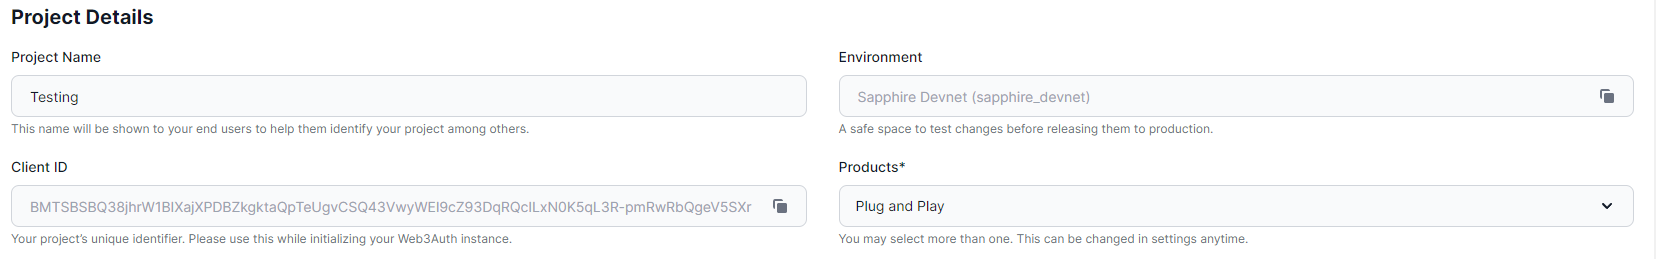 Project Details
Project Name
Environment
Testing
Sapphire Devnet (sapphire_devnet)
This name will be shown to your end users to help them identify your project among others.
A safe space to test changes before releasing them to production.
Client ID
Products*
BMTSBSBQ38jhrW1BIXajXPDBZkgktaQpTeUgvCSQ43VwyWEI9cZ93DqRQcILxN0K5qL3R-pmRwRbQgeV5SXr
Plug and Play
Your project's unique identifier. Please use this while initializing your Web3Auth instance.
You may select more than one. This can be changed in settings anytime.